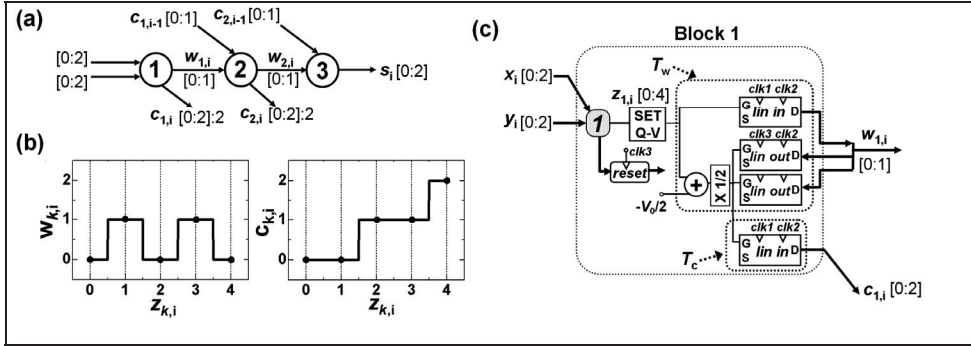 (a)
c1,i-1 [0:1] c2,i-1 [0:1]
[0:2] w1,i w2,i
[0:2] 1 [0:1] 2 [0:1] 3 si [0:2]
c1,i [0:2]:2 c2,i [0:2]:2
(b)
wk,i
2
1
0
0 1 2 3 4
zk,i
ck,i
2
1
0
0 1 2 3 4
zk,i
(c)
Block 1
xi [0:2]
Tw
z1,i [0:4]
yi [0:2]
1
SET
Q-V
clk3
reset
-V0/2
+
X 1/2
clk1 clk2
G
S lin in D
clk3 clk2
G
S lin out D
G
S lin out D
w1,i
[0:1]
Tc
clk1 clk2
G
S lin in D
c1,i [0:2]